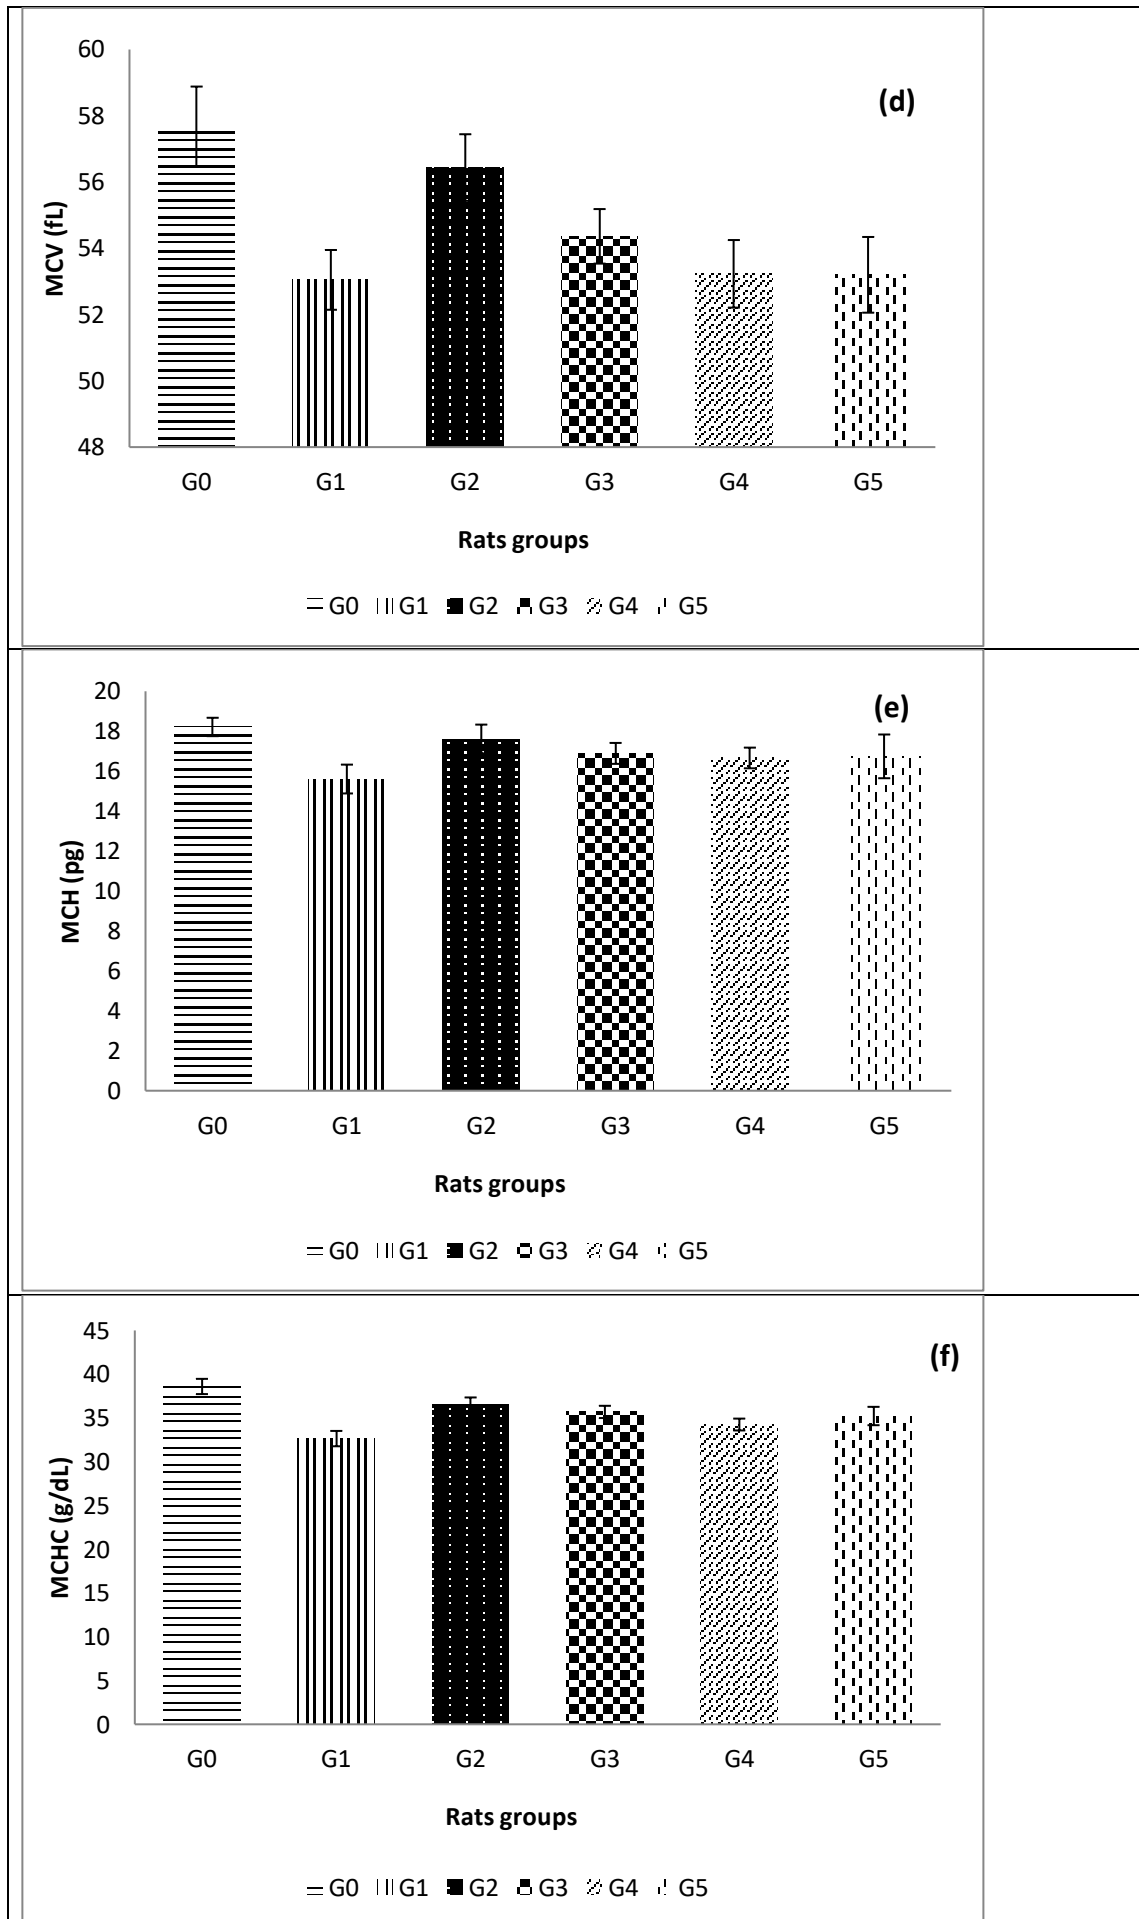 60
(d)
58
56
54
52
50
48
MCV (fL)
G0 G1 G2 G3 G4 G5
Rats groups
G0 G1 G2 G3 G4 G5
20
(e)
18
16
14
12
10
8
6
4
2
0
MCH (pg)
G0 G1 G2 G3 G4 G5
Rats groups
G0 G1 G2 G3 G4 G5
45
(f)
40
35
30
25
20
15
10
5
0
MCHC (g/dL)
G0 G1 G2 G3 G4 G5
Rats groups
G0 G1 G2 G3 G4 G5